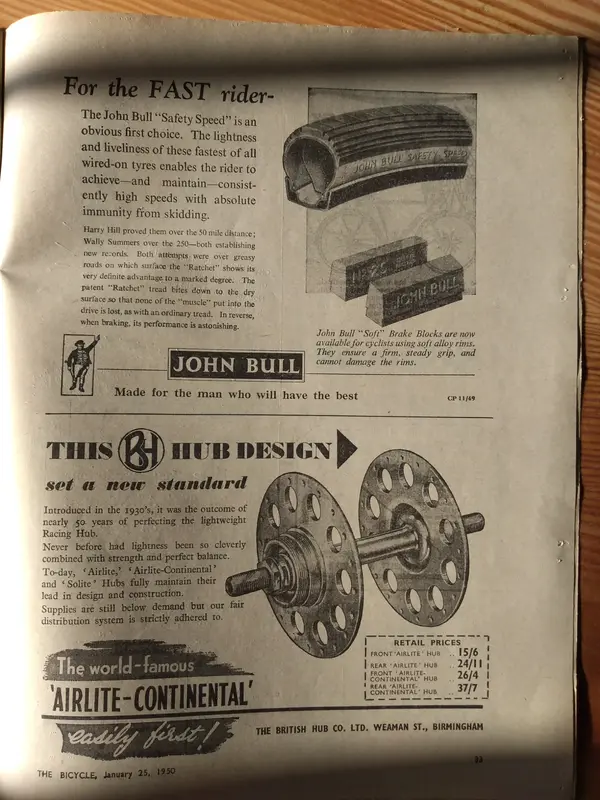 For the FAST rider-
The John Bull "Safety Speed" is an
obvious first choice. The lightness
and liveliness of these fastest of all
wired-on tyres enables the rider to
achieve—and maintain—consist-
ently high speeds with absolute
immunity from skidding.
Harry Hill proved them over the 50 mile distance;
Wally Summers over the 250—both establishing
new records. Both attempts were over greasy
roads on which surface the "Ratchet" shows its
very definite advantage to a marked degree. The
patent "Ratchet" tread bites down to the dry
surface so that none of the "muscle" put into the
drive is lost, as with an ordinary tread. In reverse,
when braking, its performance is astonishing.
JOHN BULL SAFETY SPEED
JOHN BULL
John Bull "Soft" Brake Blocks are now
available for cyclists using soft alloy rims.
They ensure a firm, steady grip, and
cannot damage the rims.
JOHN BULL
Made for the man who will have the best
CP 11/49
THIS BH HUB DESIGN
set a new standard
Introduced in the 1930's, it was the outcome of
nearly 50 years of perfecting the lightweight
Racing Hub.
Never before had lightness been so cleverly
combined with strength and perfect balance.
To-day, 'Airlite,' 'Airlite-Continental'
and 'Solite' Hubs fully maintain their
lead in design and construction.
Supplies are still below demand but our fair
distribution system is strictly adhered to.
The world-famous
'AIRLITE-CONTINENTAL'
easily first!
RETAIL PRICES
FRONT 'AIRLITE' HUB .. 15/6
REAR 'AIRLITE' HUB .. 24/11
FRONT 'AIRLITE-
CONTINENTAL' HUB .. 26/4
REAR 'AIRLITE-
CONTINENTAL' HUB .. 37/7
THE BRITISH HUB CO. LTD. WEAMAN ST., BIRMINGHAM
THE BICYCLE, January 25, 1950